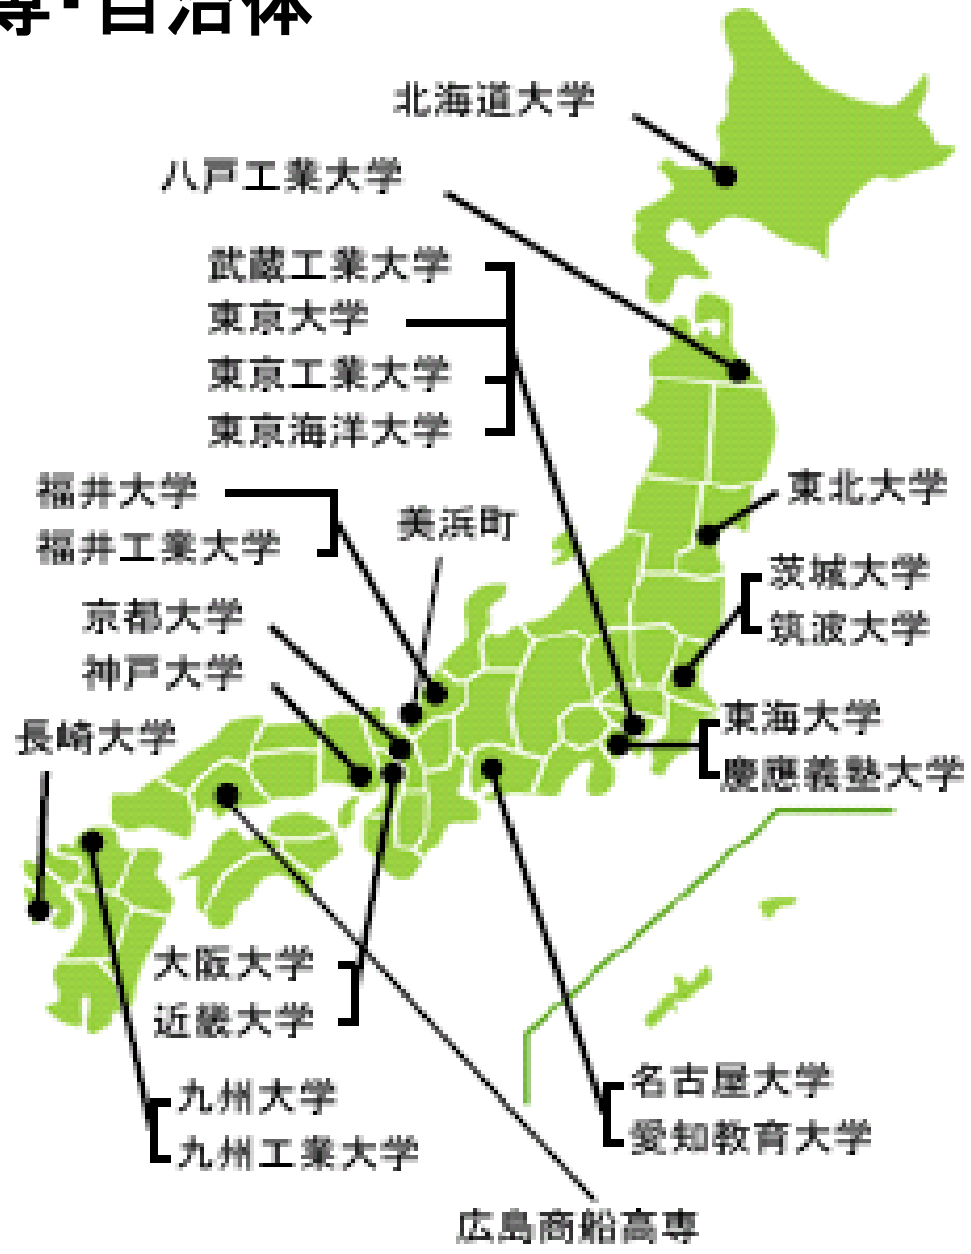 専・自治体
北海道大学
八戸工業大学
武蔵工業大学
東京大学
東京工業大学
東京海洋大学
福井大学
福井工業大学
美浜町
東北大学
茨城大学
筑波大学
京都大学
神戸大学
長崎大学
東海大学
慶應義塾大学
大阪大学
近畿大学
九州大学
九州工業大学
名古屋大学
愛知教育大学
広島商船高専